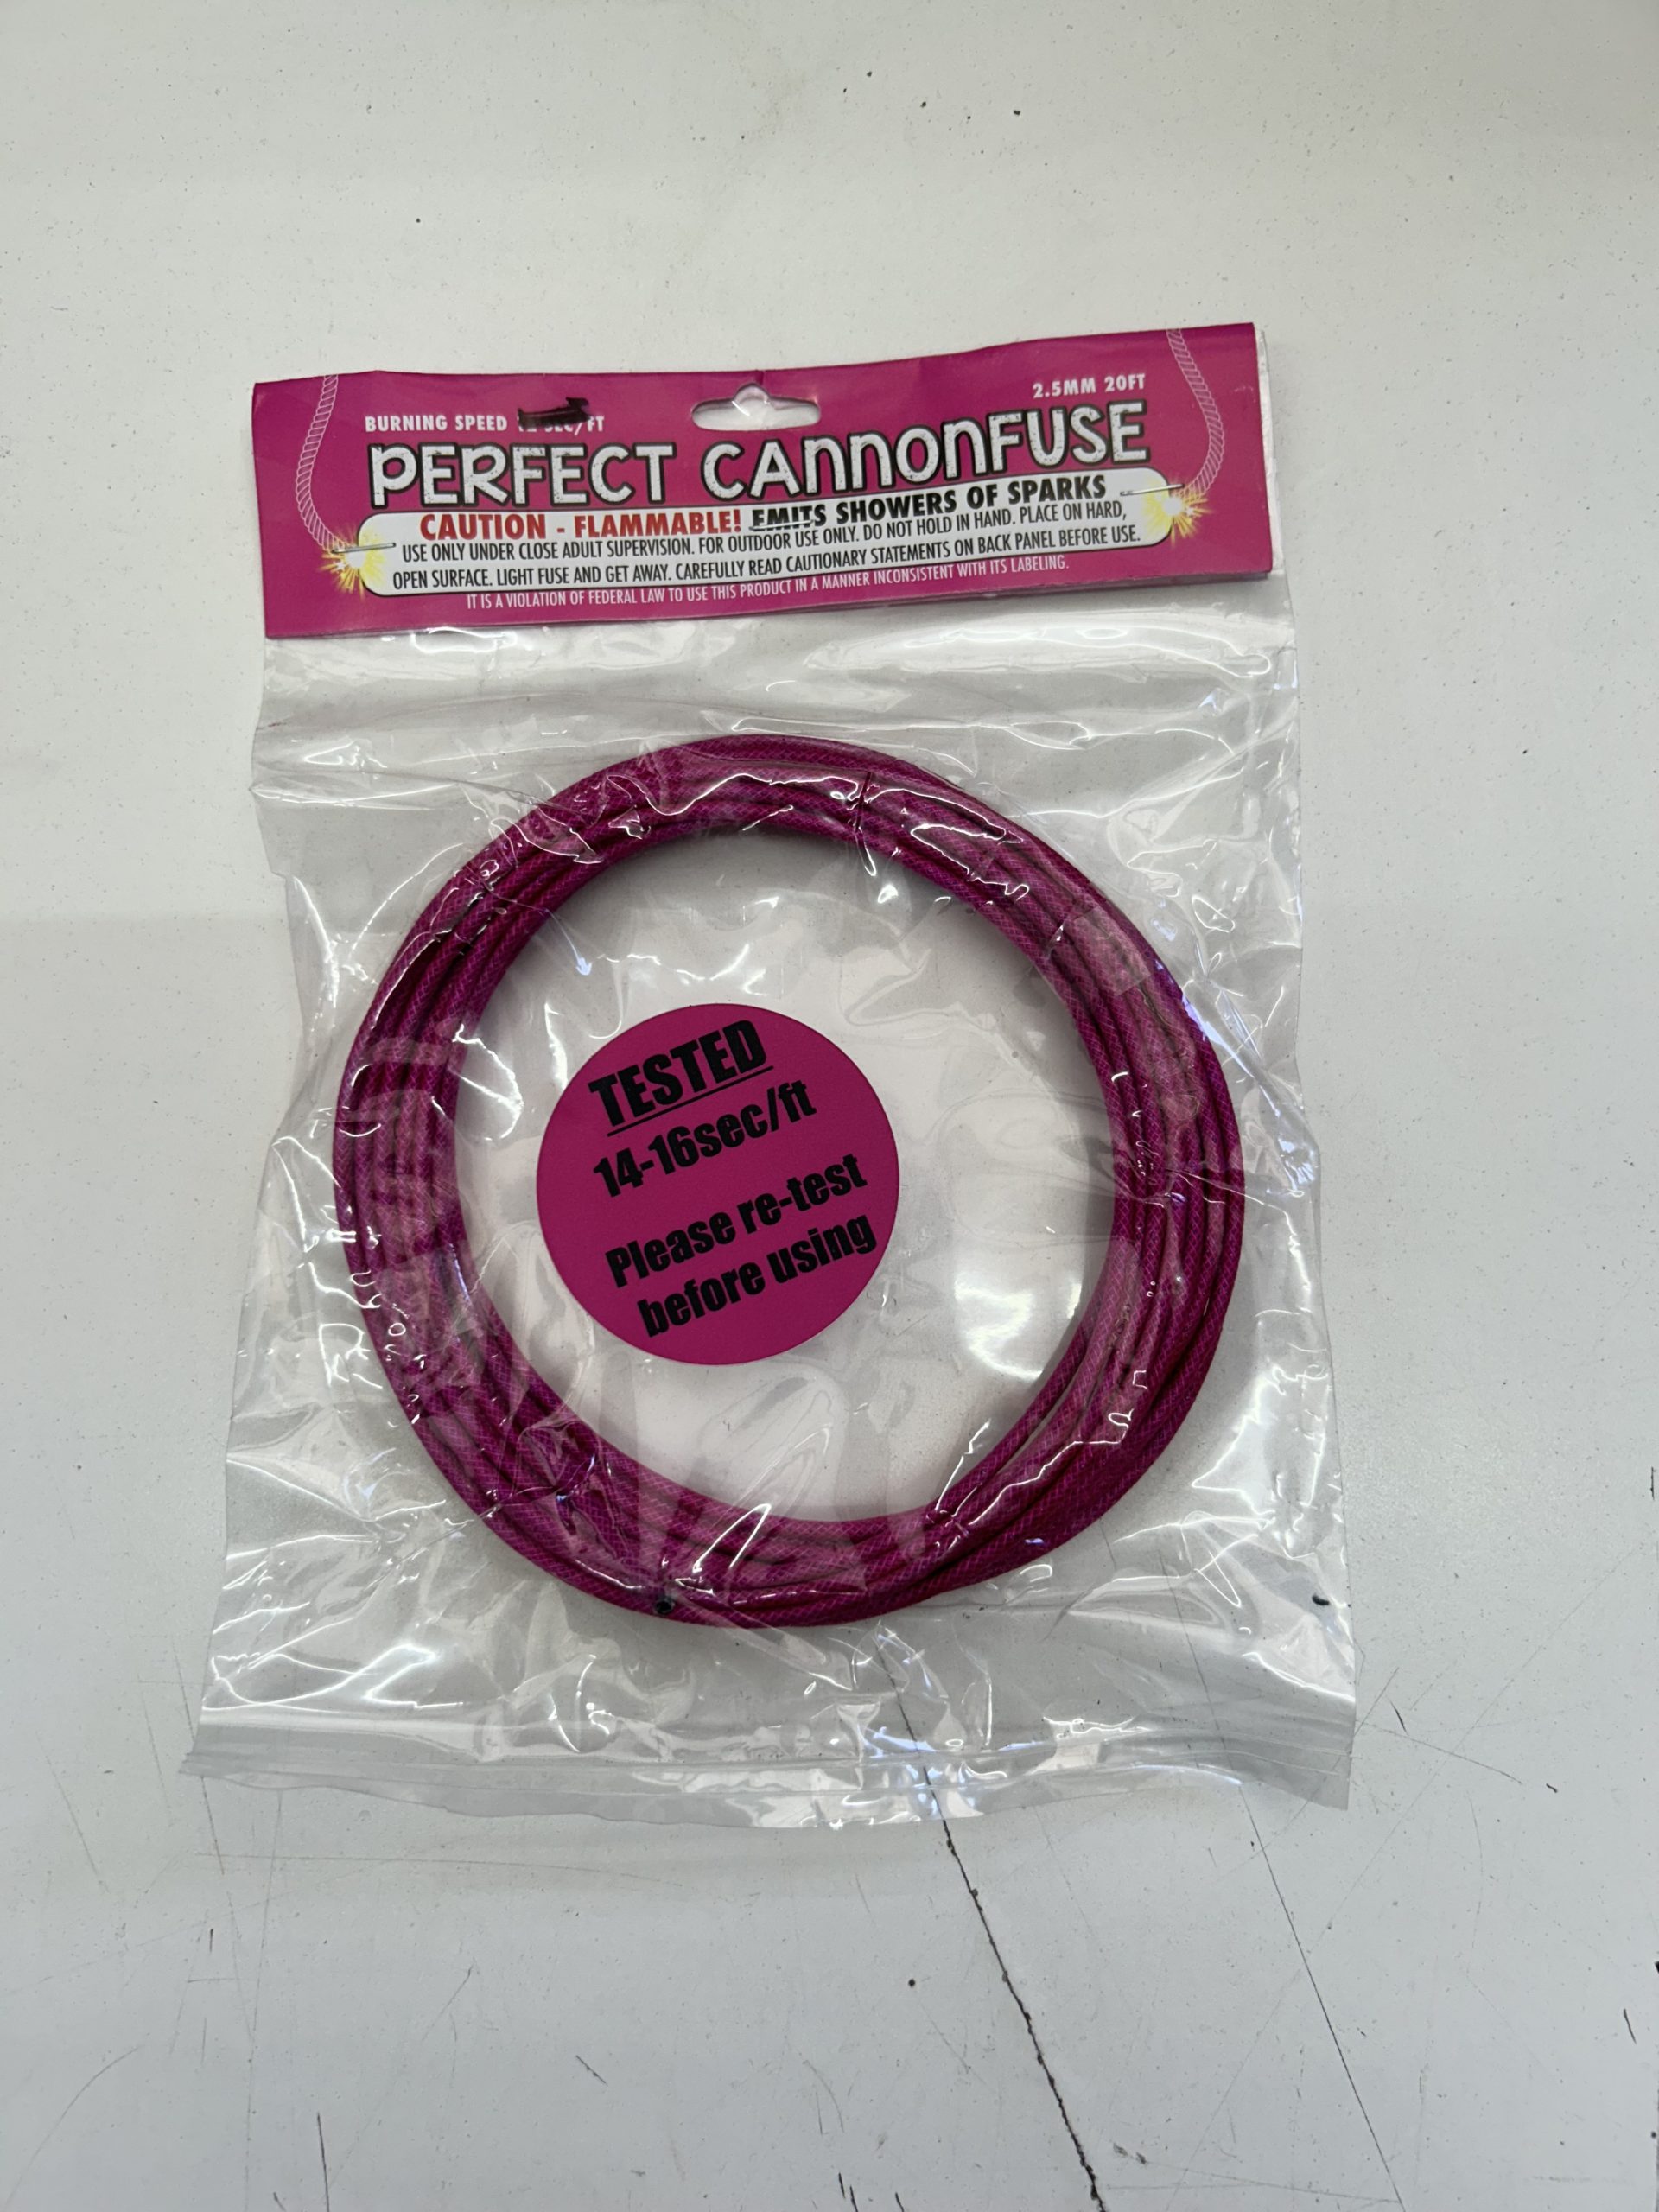 2.5MM 20FT
BURNING SPEED SEC/FT
PERFECT CANNONFUSE
CAUTION - FLAMMABLE! EMITS SHOWERS OF SPARKS
USE ONLY UNDER CLOSE ADULT SUPERVISION. FOR OUTDOOR USE ONLY. DO NOT HOLD IN HAND. PLACE ON HARD,
OPEN SURFACE. LIGHT FUSE AND GET AWAY. CAREFULLY READ CAUTIONARY STATEMENTS ON BACK PANEL BEFORE USE.
IT IS A VIOLATION OF FEDERAL LAW TO USE THIS PRODUCT IN A MANNER INCONSISTENT WITH ITS LABELING.
TESTED
14-16sec/ft
Please re-test
before using